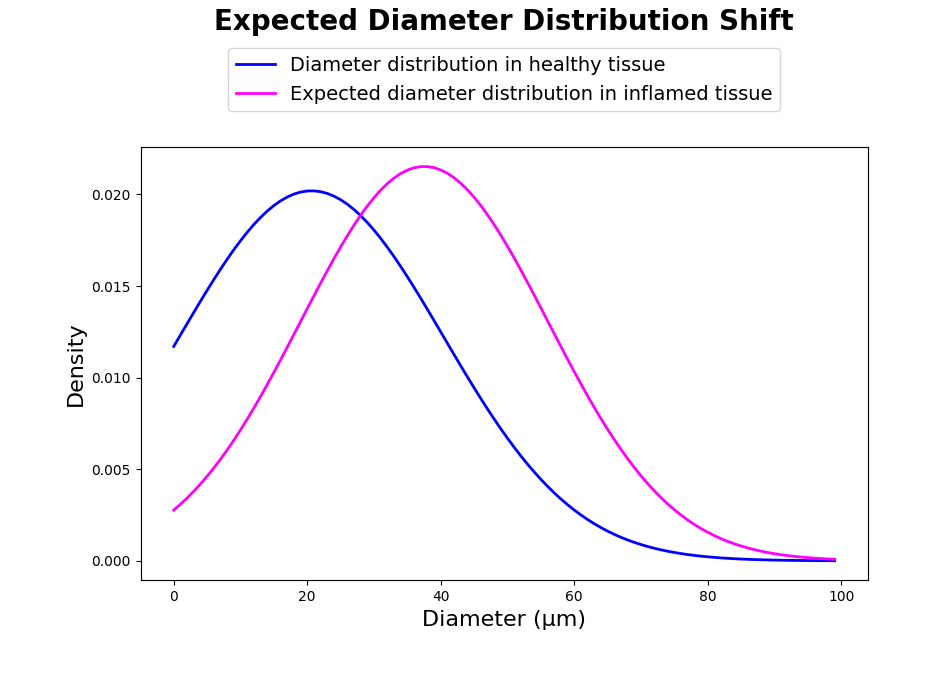 Expected Diameter Distribution Shift
Diameter distribution in healthy tissue
Expected diameter distribution in inflamed tissue
0.020
0.015
0.010
0.005
0.000
Density
0 20 40 60 80 100
Diameter (μm)